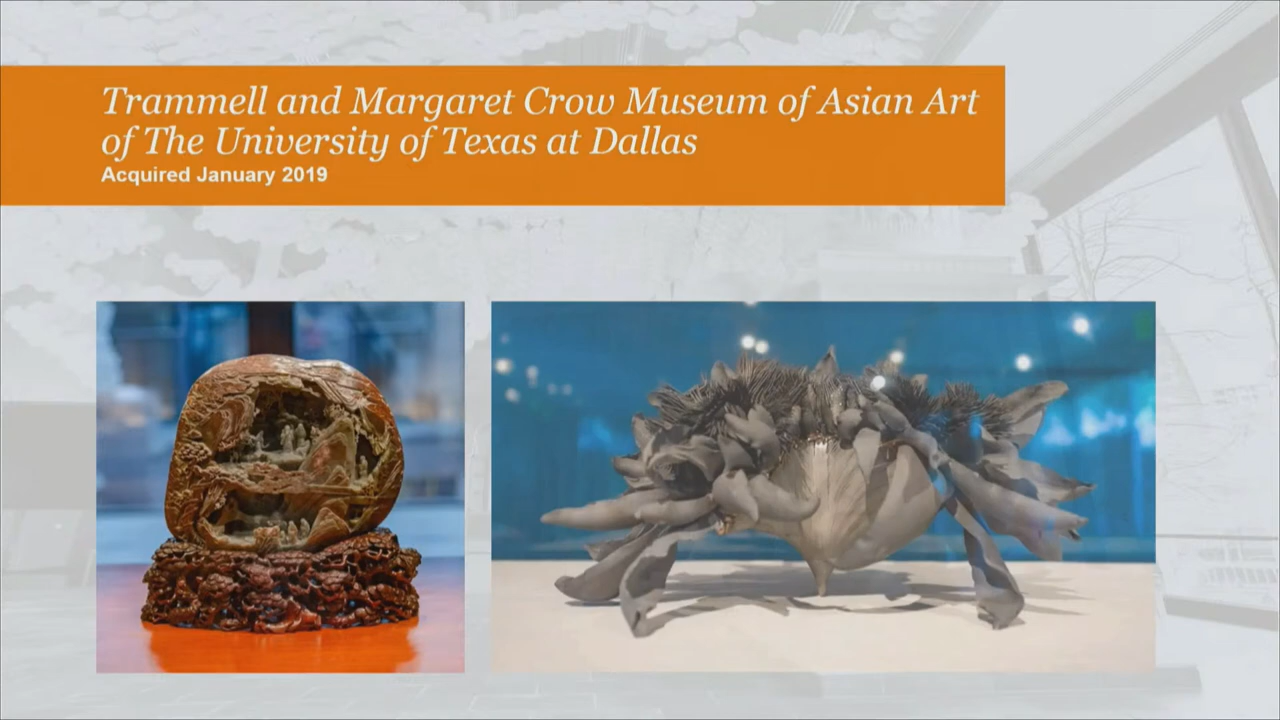 Trammell and Margaret Crow Museum of Asian Art
of The University of Texas at Dallas
Acquired January 2019